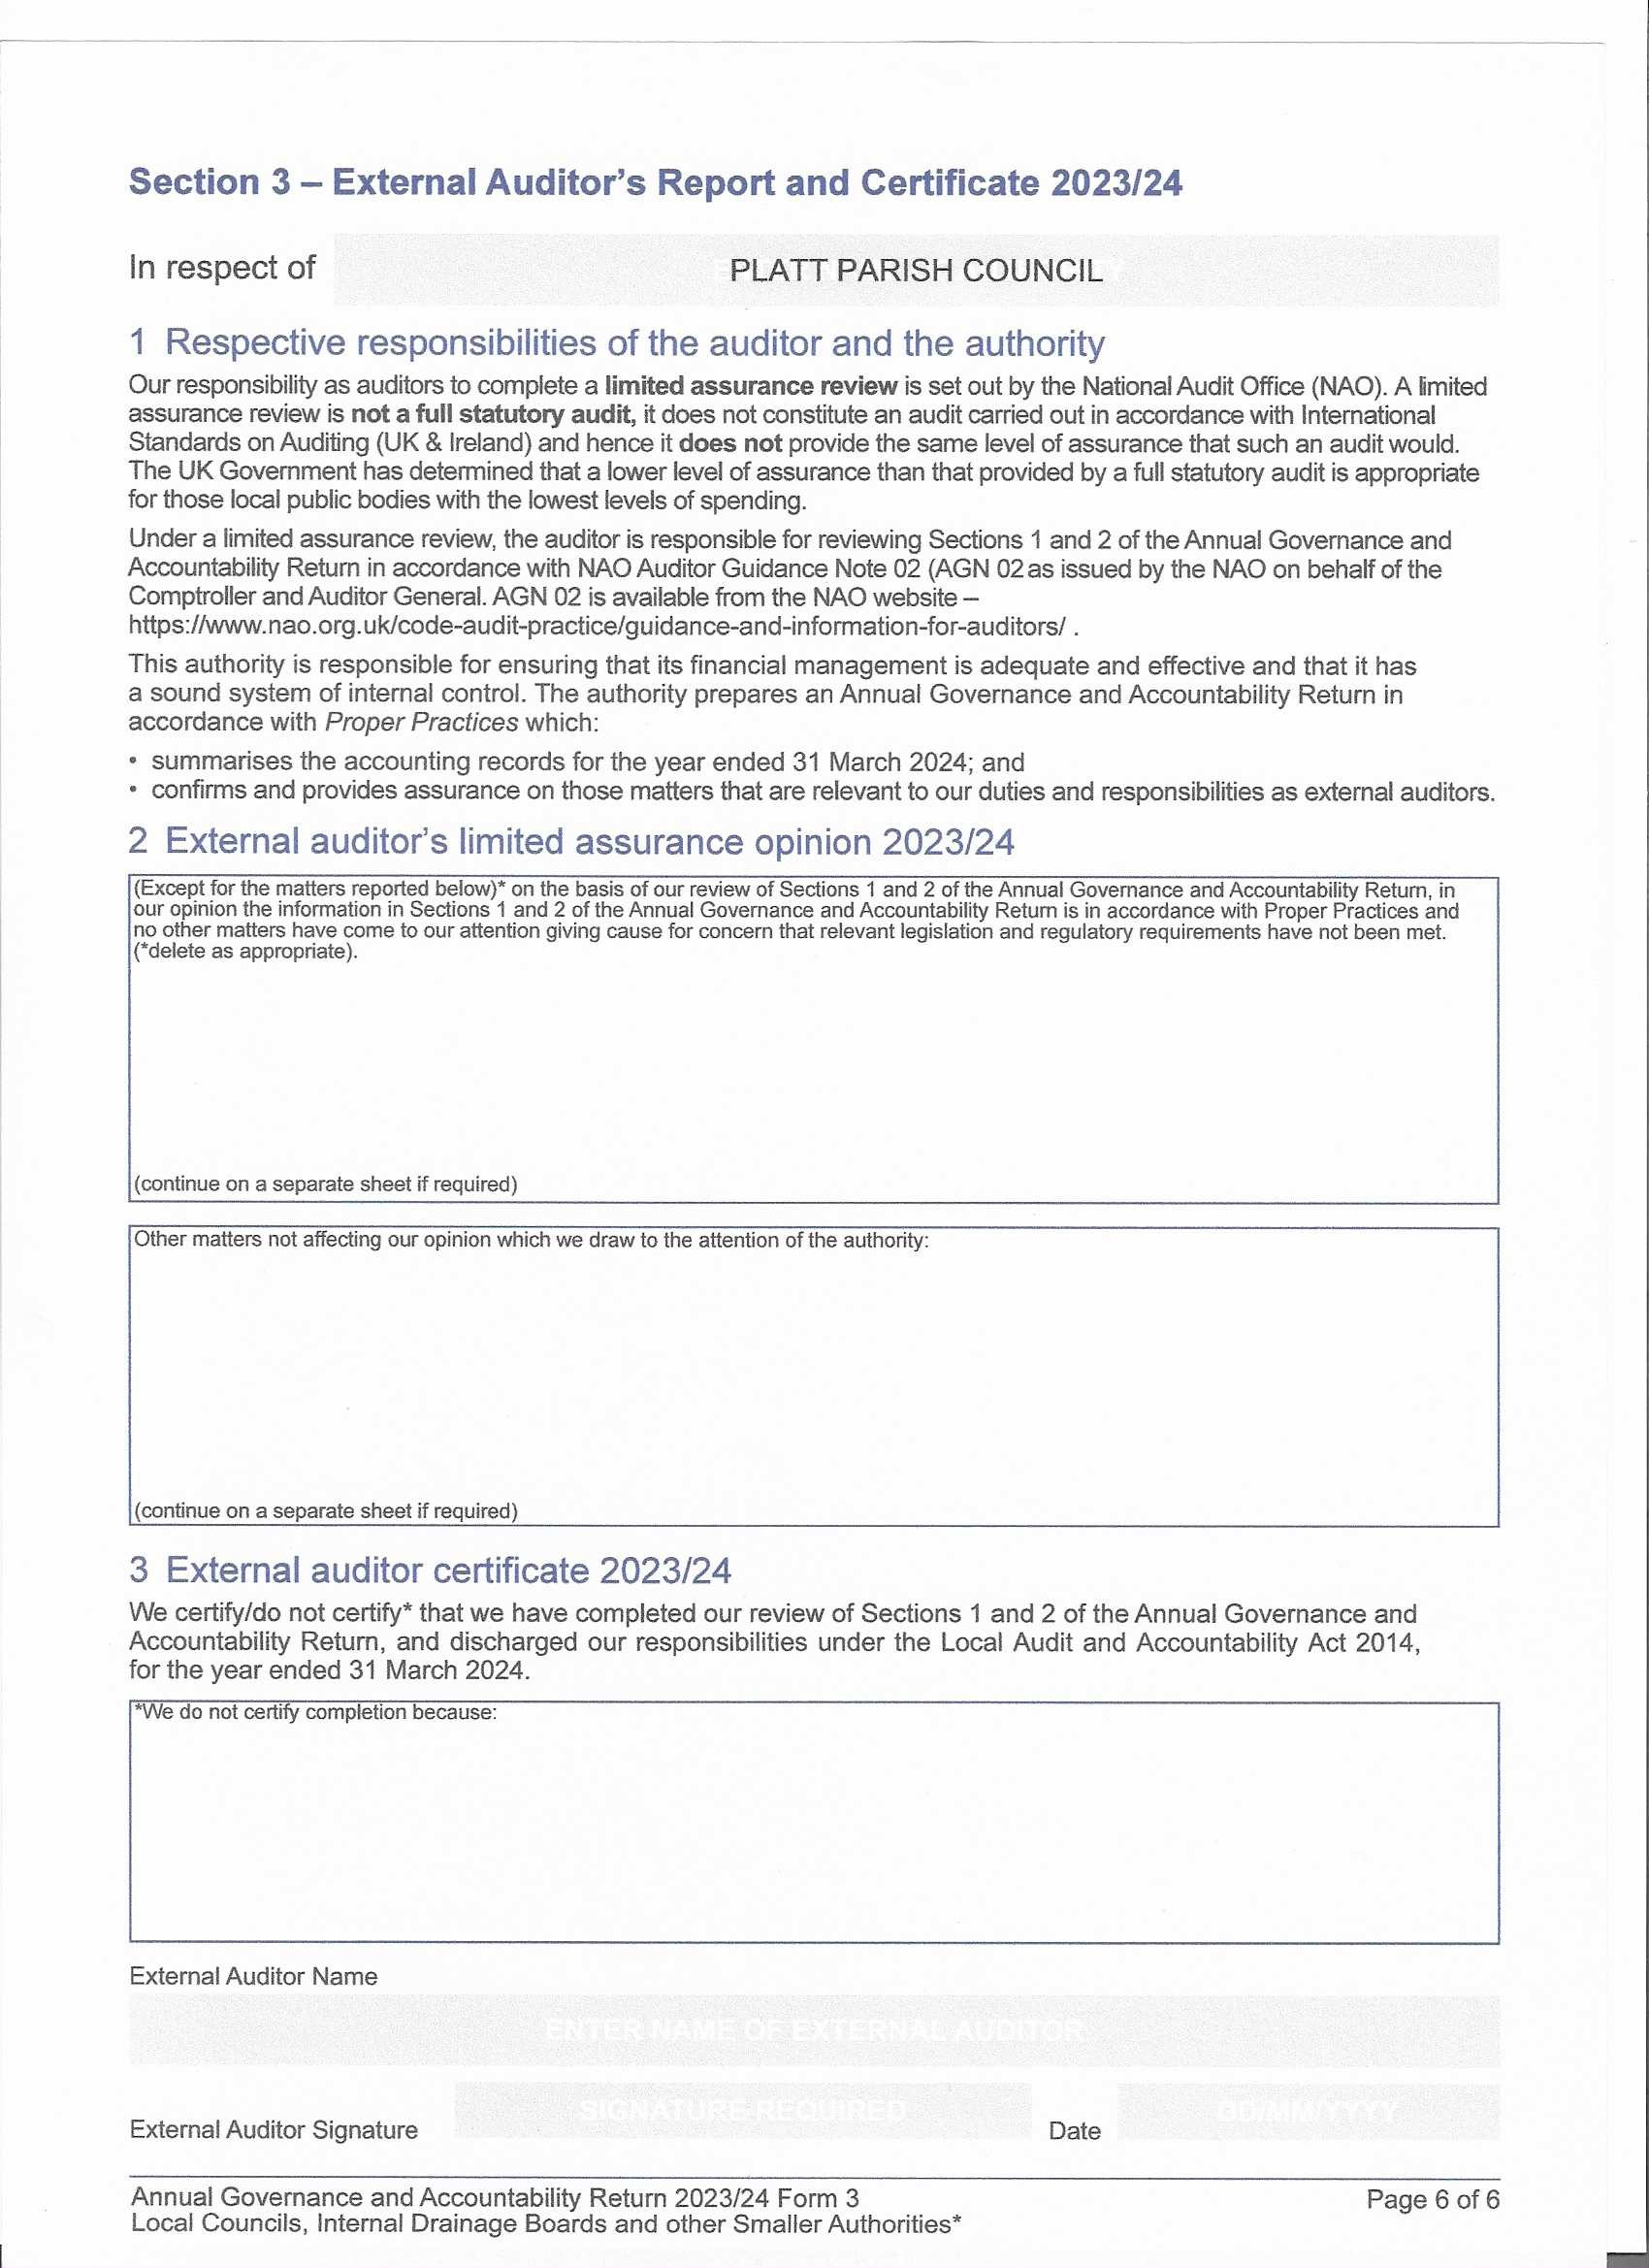 Section 3 – External Auditor’s Report and Certificate 2023/24
In respect of PLATT PARISH COUNCIL
1 Respective responsibilities of the auditor and the authority
Our responsibility as auditors to complete a limited assurance review is set out by the National Audit Office (NAO). A limited
assurance review is not a full statutory audit, it does not constitute an audit carried out in accordance with International
Standards on Auditing (UK & Ireland) and hence it does not provide the same level of assurance that such an audit would.
The UK Government has determined that a lower level of assurance than that provided by a full statutory audit is appropriate
for those local public bodies with the lowest levels of spending.
Under a limited assurance review, the auditor is responsible for reviewing Sections 1 and 2 of the Annual Governance and
Accountability Return in accordance with NAO Auditor Guidance Note 02 (AGN 02 as issued by the NAO on behalf of the
Comptroller and Auditor General. AGN 02 is available from the NAO website –
https://www.nao.org.uk/code-audit-practice/guidance-and-information-for-auditors/ .
This authority is responsible for ensuring that its financial management is adequate and effective and that it has
a sound system of internal control. The authority prepares an Annual Governance and Accountability Return in
accordance with Proper Practices which:
• summarises the accounting records for the year ended 31 March 2024; and
• confirms and provides assurance on those matters that are relevant to our duties and responsibilities as external auditors.
2 External auditor’s limited assurance opinion 2023/24
(Except for the matters reported below)* on the basis of our review of Sections 1 and 2 of the Annual Governance and Accountability Return, in
our opinion the information in Sections 1 and 2 of the Annual Governance and Accountability Return is in accordance with Proper Practices and
no other matters have come to our attention giving cause for concern that relevant legislation and regulatory requirements have not been met.
(*delete as appropriate).
(continue on a separate sheet if required)
Other matters not affecting our opinion which we draw to the attention of the authority:
(continue on a separate sheet if required)
3 External auditor certificate 2023/24
We certify/do not certify* that we have completed our review of Sections 1 and 2 of the Annual Governance and
Accountability Return, and discharged our responsibilities under the Local Audit and Accountability Act 2014,
for the year ended 31 March 2024.
*We do not certify completion because:
External Auditor Name
ENTER NAME OF EXTERNAL AUDITOR
External Auditor Signature SIGNATURE REQUIRED Date DD/MM/YYYY
Annual Governance and Accountability Return 2023/24 Form 3 Page 6 of 6
Local Councils, Internal Drainage Boards and other Smaller Authorities*